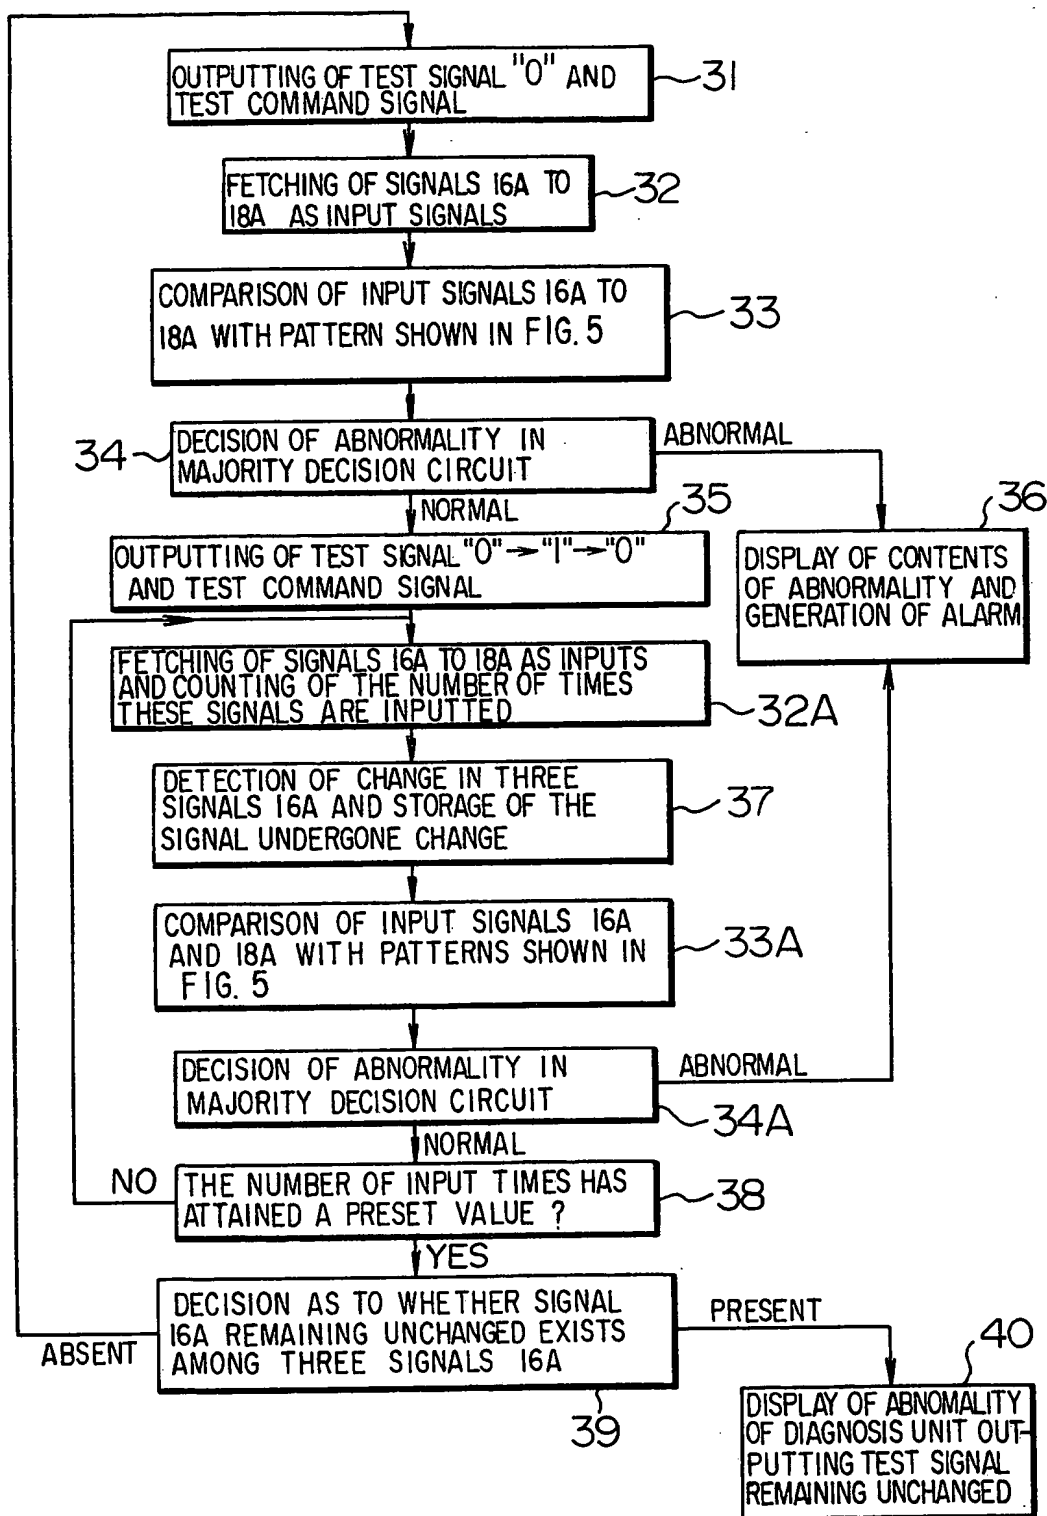 OUTPUTTING OF TEST SIGNAL "0" AND
TEST COMMAND SIGNAL
31
FETCHING OF SIGNALS 16A TO
18A AS INPUT SIGNALS
32
COMPARISON OF INPUT SIGNALS 16A TO
18A WITH PATTERN SHOWN IN FIG. 5
33
34
DECISION OF ABNORMALITY IN
MAJORITY DECISION CIRCUIT
ABNORMAL
NORMAL
35
36
OUTPUTTING OF TEST SIGNAL "0"→"1"→"0"
AND TEST COMMAND SIGNAL
DISPLAY OF CONTENTS
OF ABNORMALITY AND
GENERATION OF ALARM
FETCHING OF SIGNALS 16A TO 18A AS INPUTS
AND COUNTING OF THE NUMBER OF TIMES
THESE SIGNALS ARE INPUTTED
32A
DETECTION OF CHANGE IN THREE
SIGNALS 16A AND STORAGE OF THE
SIGNAL UNDERGONE CHANGE
37
COMPARISON OF INPUT SIGNALS 16A
AND 18A WITH PATTERNS SHOWN IN
FIG. 5
33A
DECISION OF ABNORMALITY IN
MAJORITY DECISION CIRCUIT
ABNORMAL
34A
NORMAL
NO
THE NUMBER OF INPUT TIMES HAS
ATTAINED A PRESET VALUE ?
38
YES
DECISION AS TO WHETHER SIGNAL
16A REMAINING UNCHANGED EXISTS
AMONG THREE SIGNALS 16A
PRESENT
ABSENT
39
40
DISPLAY OF ABNOMALITY
OF DIAGNOSIS UNIT OUT-
PUTTING TEST SIGNAL
REMAINING UNCHANGED